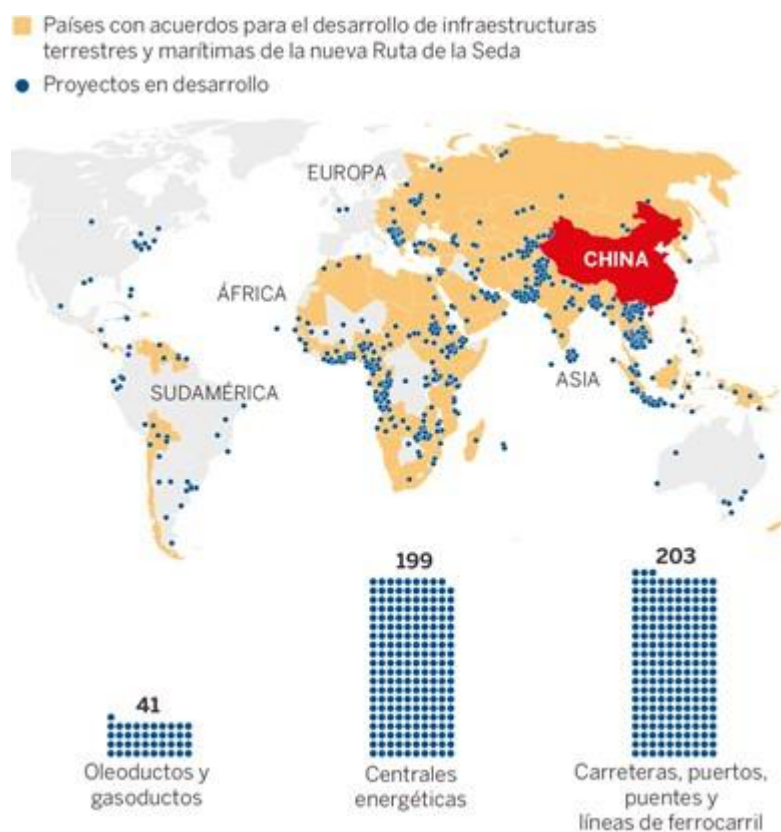 Países con acuerdos para el desarrollo de infraestructuras
terrestres y marítimas de la nueva Ruta de la Seda
Proyectos en desarrollo
EUROPA
CHINA
ÁFRICA
SUDAMÉRICA
ASIA
199
203
41
Oleoductos y
gasoductos
Centrales
energéticas
Carreteras, puertos,
puentes y
líneas de ferrocarril